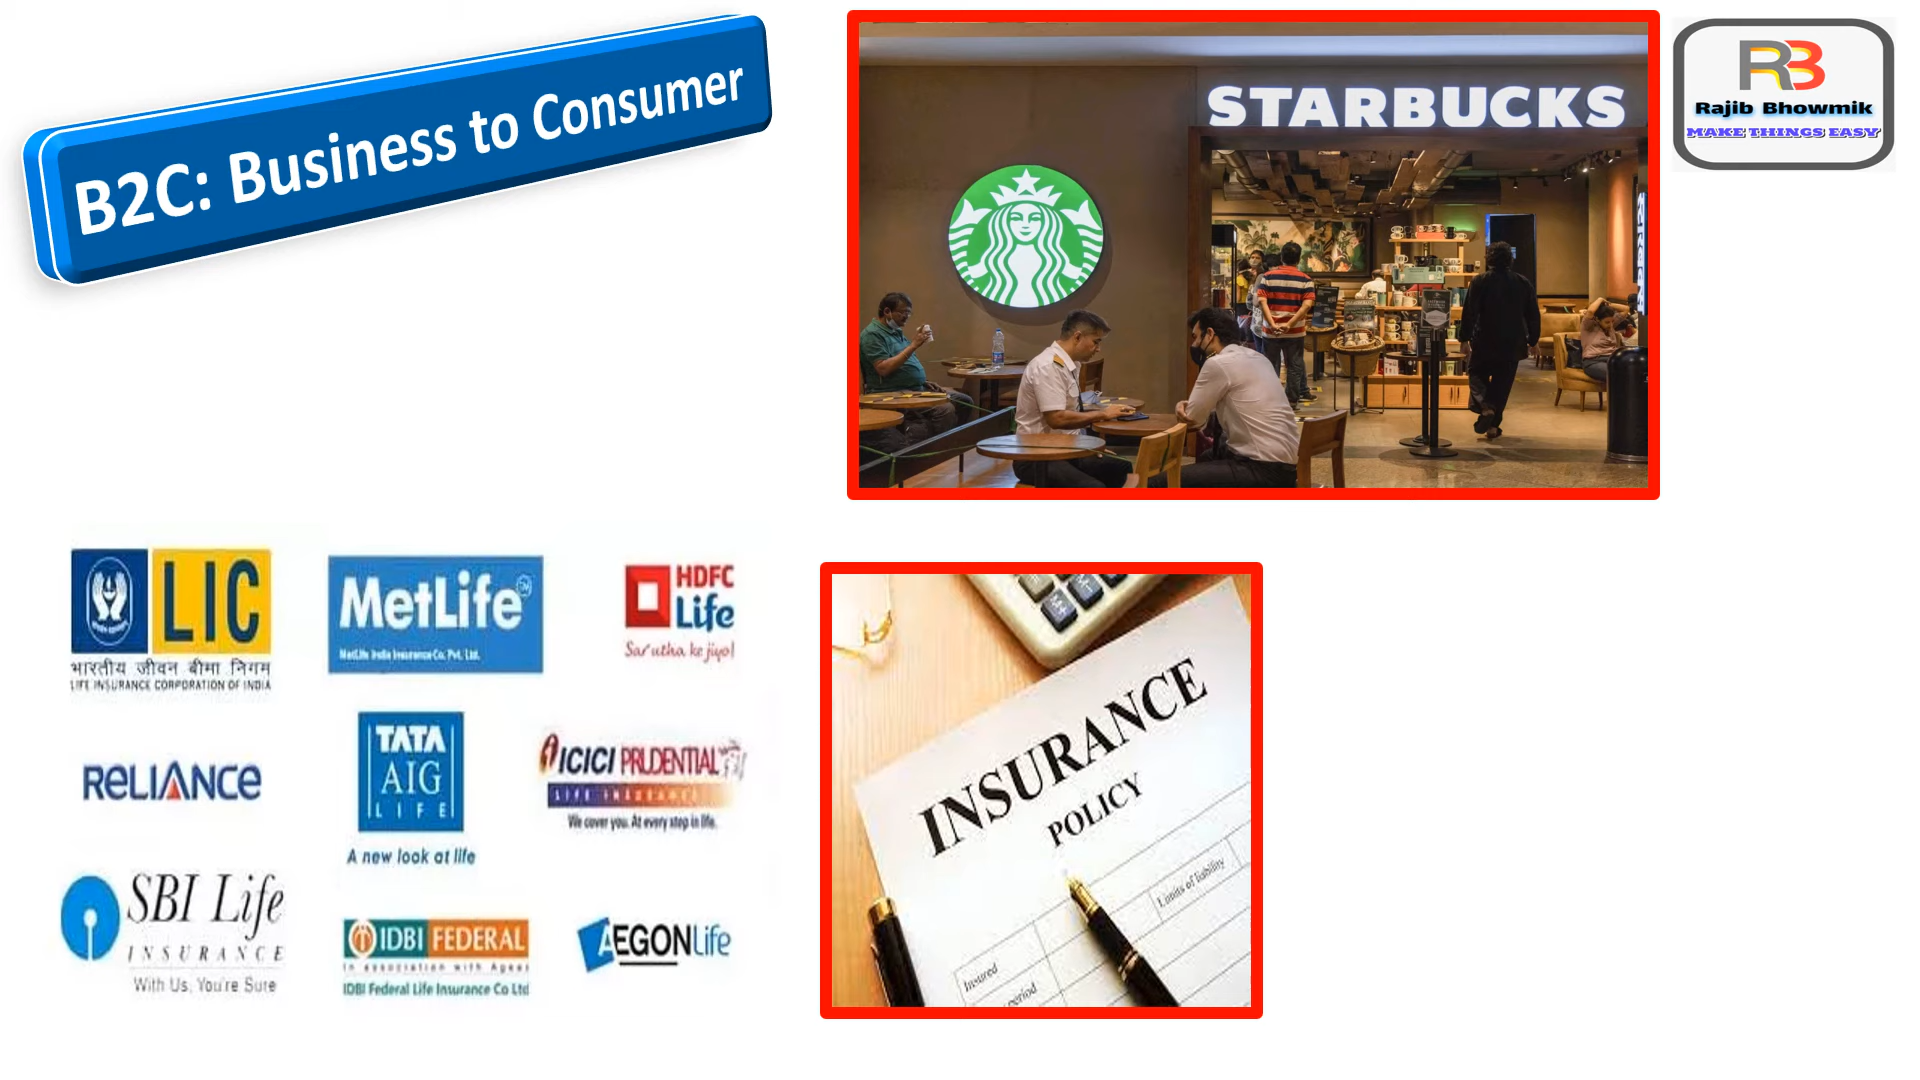 B2C: Business to Consumer
STARBUCKS
RB
Rajib Bhowmik
MAKE THINGS EASY
LIC
भारतीय जीवन बीमा निगम
LIFE INSURANCE CORPORATION OF INDIA
MetLife
MetLife India Insurance Co. Pvt. Ltd.
HDFC
Life
Sar utha ke jiyo!
RELIANCE
TATA
AIG
LIFE
A new look at life
ICICI PRUDENTIAL
LIFE INSURANCE
We cover you. At every step in life.
SBI Life
INSURANCE
With Us, You're Sure
IDBI FEDERAL
In association with Ageas
IDBI Federal Life Insurance Co Ltd
AEGON Life
INSURANCE
POLICY
Limits of liability
Insured
period
M+